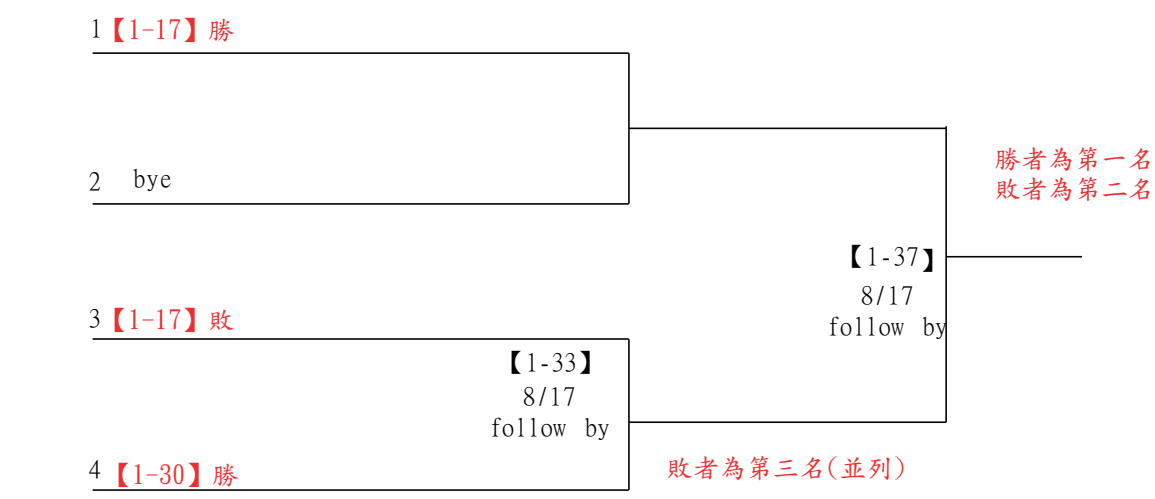 1【1-17】勝
2 bye
勝者為第一名
敗者為第二名
【1-37】
8/17
follow by
3【1-17】敗
【1-33】
8/17
follow by
4【1-30】勝
敗者為第三名(並列)